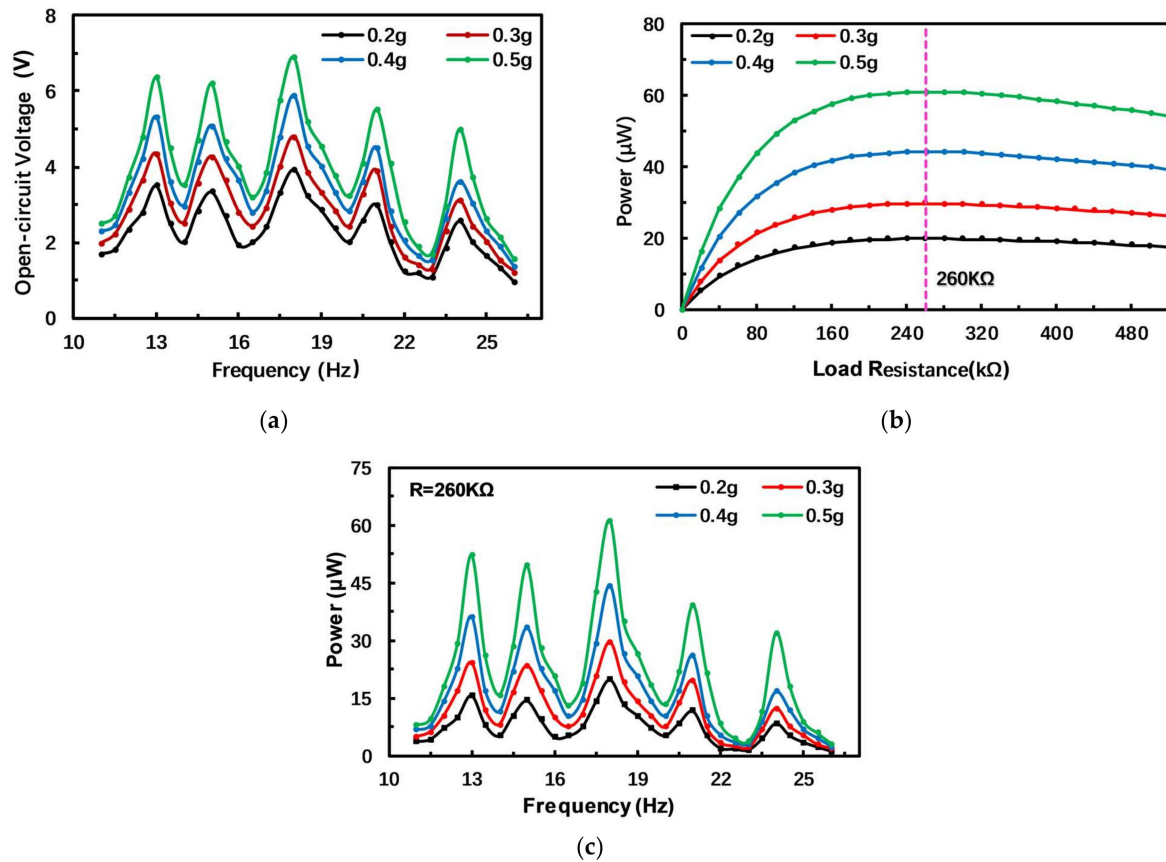 8
6
4
2
0
Open-circuit Voltage (V)
0.2g 0.3g
0.4g 0.5g
10 13 16 19 22 25
Frequency (Hz)
(a)
80
60
40
20
0
Power (μW)
0.2g 0.3g
0.4g 0.5g
260KΩ
0 80 160 240 320 400 480
Load Resistance(kΩ)
(b)
75
60
45
30
15
0
Power (μW)
R=260KΩ
0.2g 0.3g
0.4g 0.5g
10 13 16 19 22 25
Frequency (Hz)
(c)